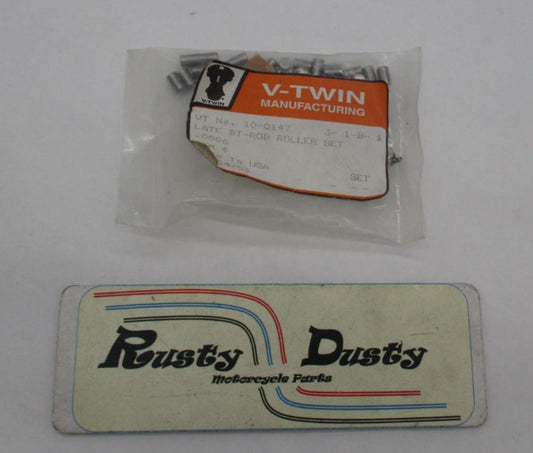 V-TWIN
V-TWIN
MANUFACTURING
VT No. 10-0147 3- 1-B- 1
LATE BT-ROD ROLLER SET
.0006
IN USA
SET
Rusty Dusty
Motorcycle Parts